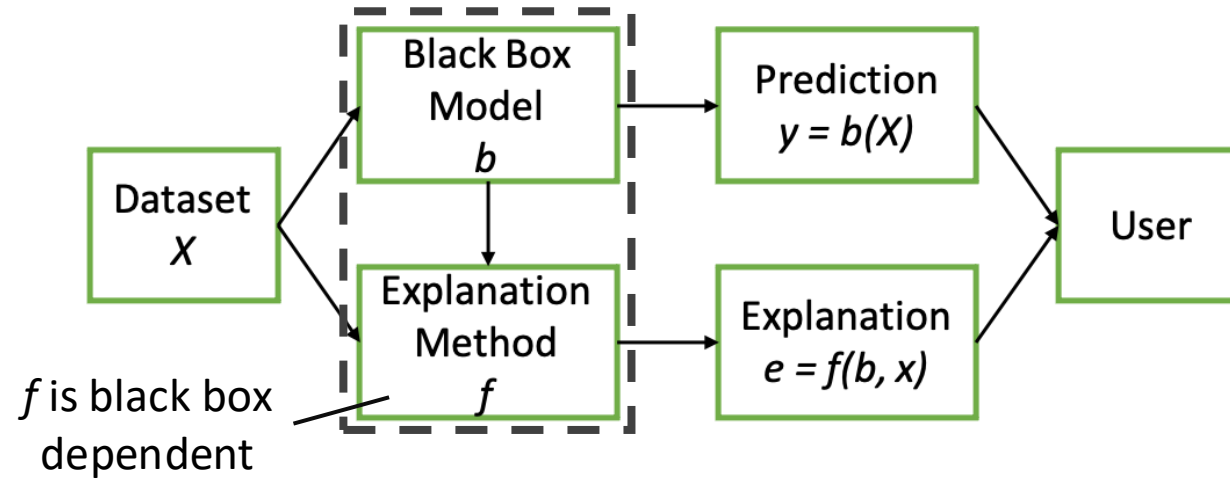 Dataset
X
Black Box
Model
b
Explanation
Method
f
f is black box
dependent
Prediction
y = b(X)
Explanation
e = f(b, x)
User